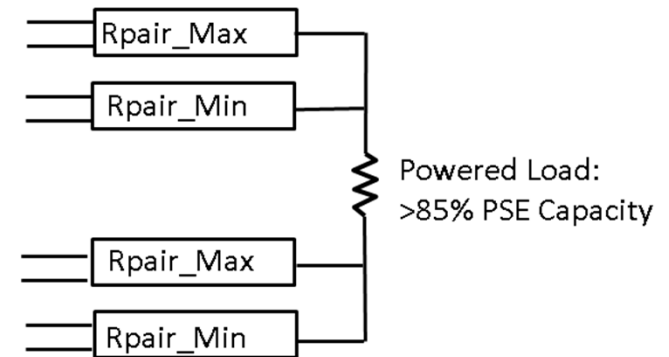 Rpair_Max
Rpair_Min
Powered Load:
>85% PSE Capacity
Rpair_Max
Rpair_Min